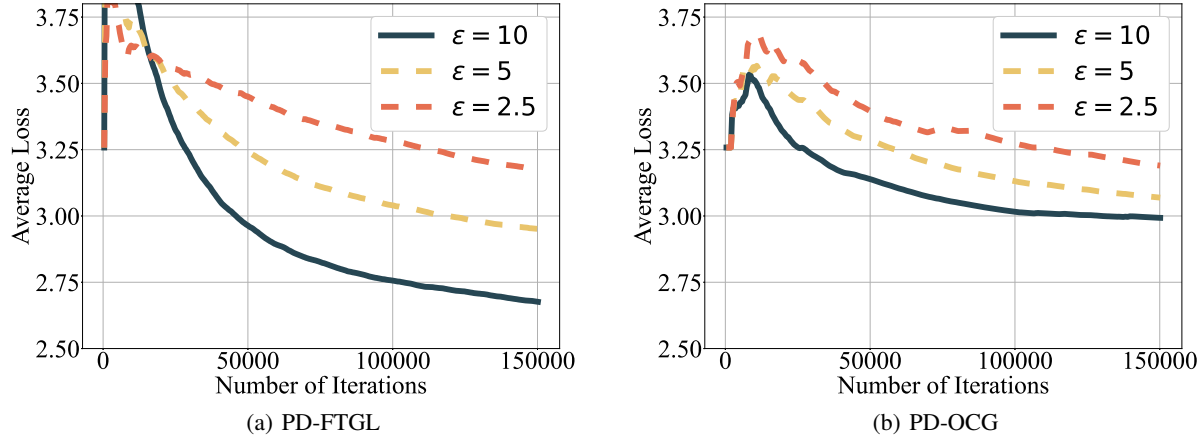 Average Loss
3.75
3.50
3.25
3.00
2.75
2.50
ε = 10
ε = 5
ε = 2.5
0
50000
100000
150000
Number of Iterations
(a) PD-FTGL
Average Loss
3.75
3.50
3.25
3.00
2.75
2.50
ε = 10
ε = 5
ε = 2.5
0
50000
100000
150000
Number of Iterations
(b) PD-OCG